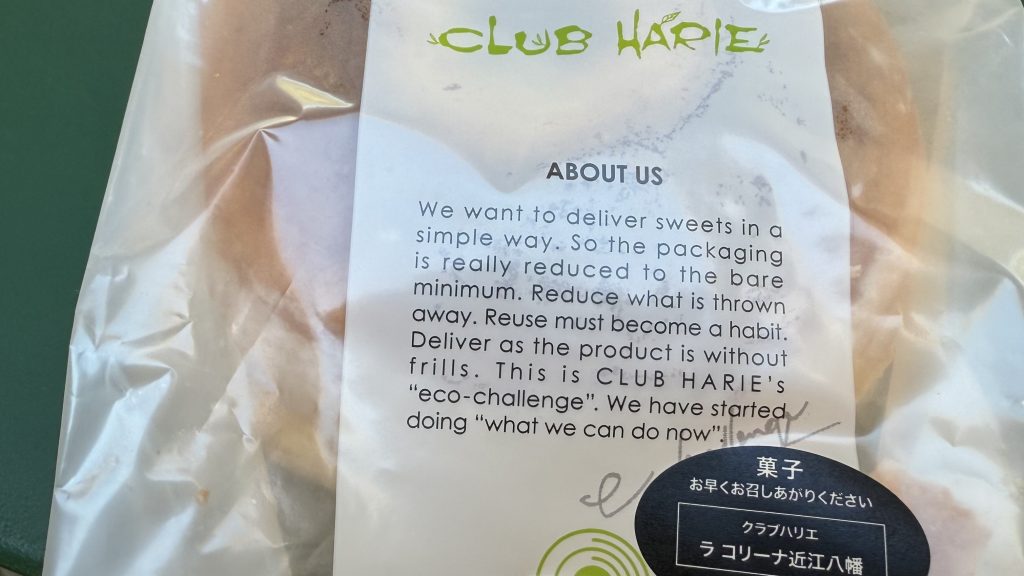 CLUB HARIE
ABOUT US
We want to deliver sweets in a
simple way. So the packaging
is really reduced to the bare
minimum. Reduce what is thrown
away. Reuse must become a habit.
Deliver as the product is without
frills. This is CLUB HARIE's
“eco-challenge”. We have started
doing “what we can do now”.
菓子
お早くお召しあがりください
クラブハリエ
ラ コリーナ近江八幡